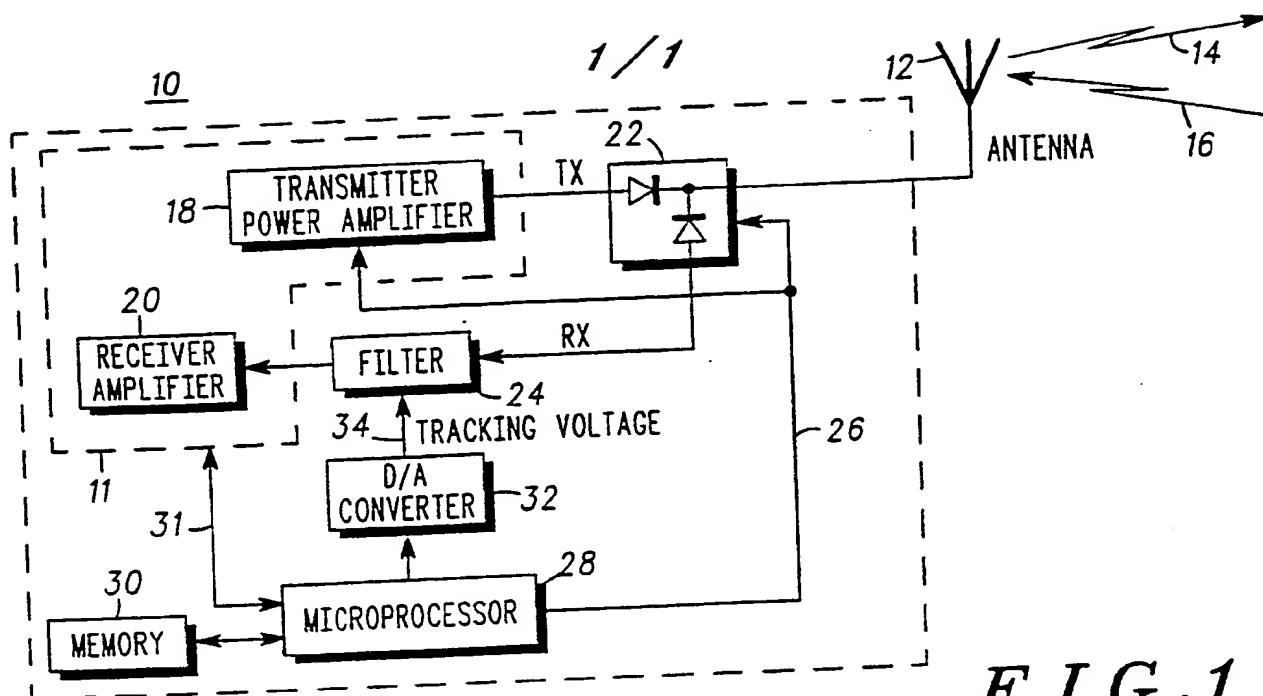 1/1
10
12
14
16
ANTENNA
22
TX
18
TRANSMITTER
POWER AMPLIFIER
20
RECEIVER
AMPLIFIER
FILTER
RX
24
34
TRACKING VOLTAGE
26
11
D/A
CONVERTER
32
31
28
30
MICROPROCESSOR
MEMORY
FIG.1